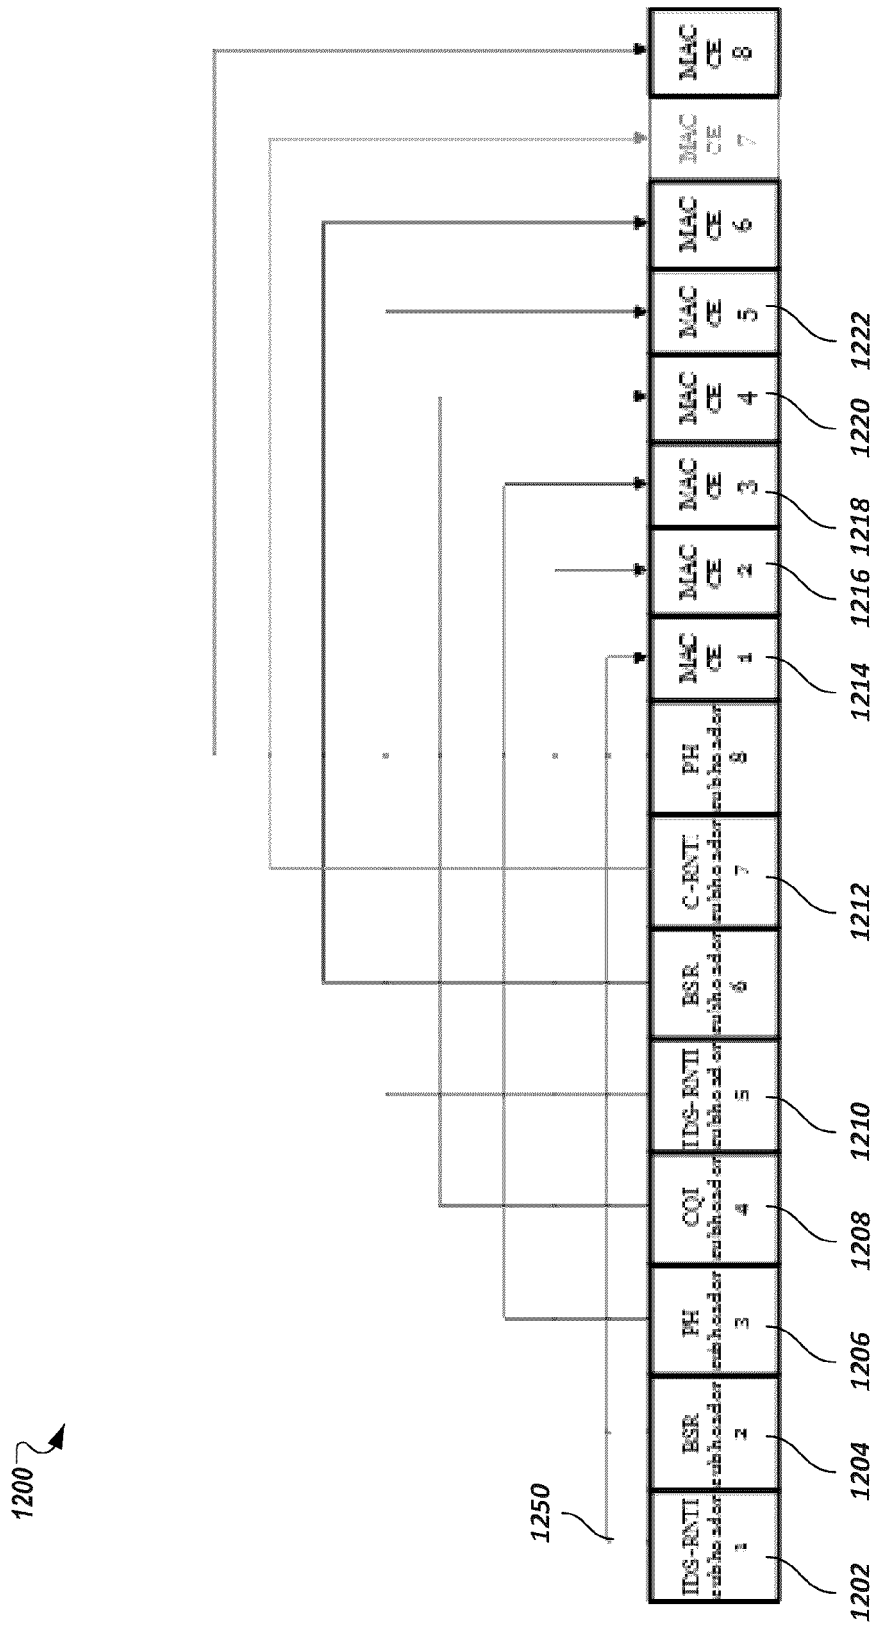 1200
1250
IDS-RNTI
subheader
1
BSR
subheader
2
PH
subheader
3
CQI
subheader
4
IDS-RNTI
subheader
5
BSR
subheader
6
C-RNTI
subheader
7
PH
subheader
8
MAC
CE
1
MAC
CE
2
MAC
CE
3
MAC
CE
4
MAC
CE
5
MAC
CE
6
MAC
CE
7
MAC
CE
8
1202
1204
1206
1208
1210
1212
1214
1216
1218
1220
1222